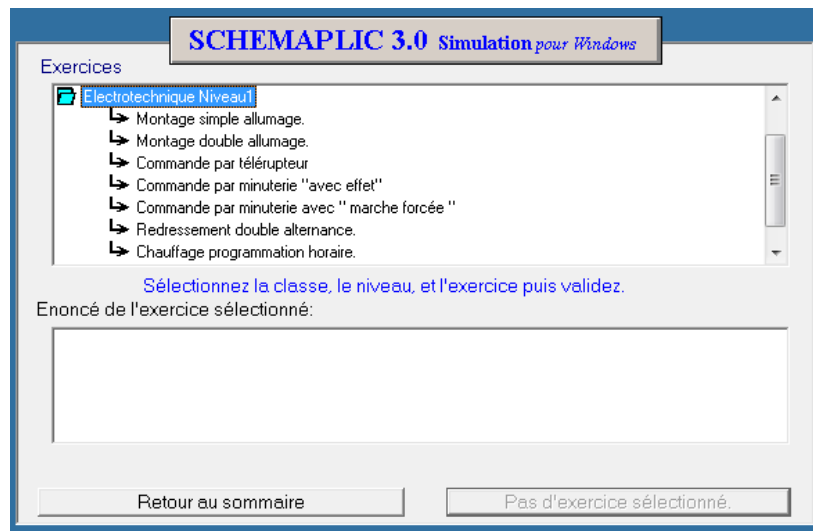 SCHEMAPLIC 3.0 Simulation pour Windows
Exercices
Electrotechnique Niveau1
Montage simple allumage.
Montage double allumage.
Commande par télérupteur
Commande par minuterie "avec effet"
Commande par minuterie avec " marche forcée "
Redressement double alternance.
Chauffage programmation horaire.
Sélectionnez la classe, le niveau, et l'exercice puis validez.
Enoncé de l'exercice sélectionné:
Retour au sommaire
Pas d'exercice sélectionné.